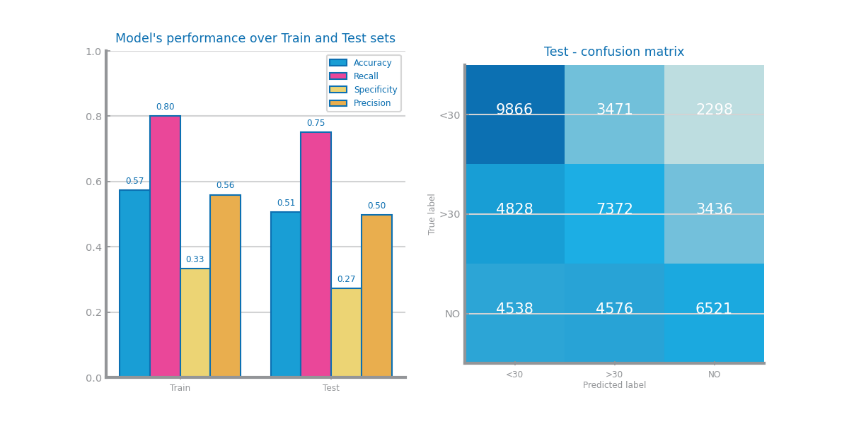 Model's performance over Train and Test sets
1.0
0.8
0.6
0.4
0.2
0.0
0.57
0.80
0.33
0.56
0.51
0.75
0.27
0.50
Accuracy
Recall
Specificity
Precision
Train
Test
Test - confusion matrix
True label
<30
9866
3471
2298
>30
4828
7372
3436
NO
4538
4576
6521
<30
>30
NO
Predicted label